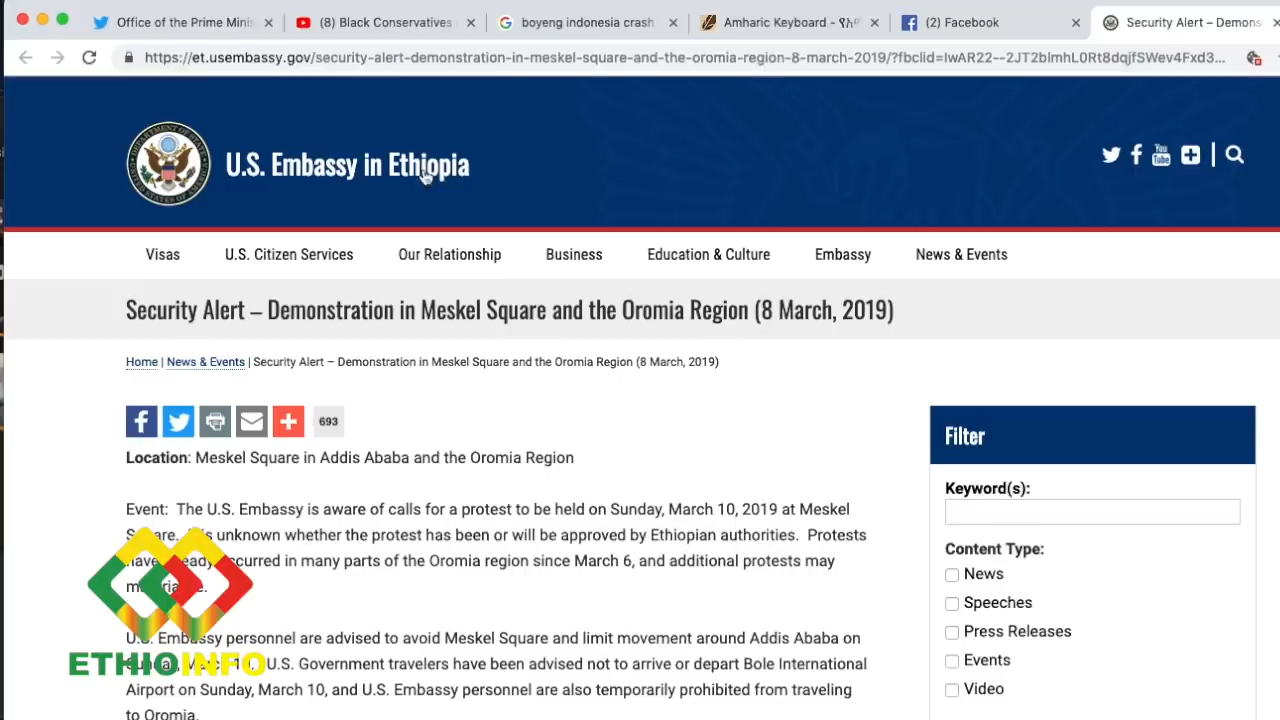 Office of the Prime Minis
(8) Black Conservatives
boyeng indonesia crash
Amharic Keyboard -
(2) Facebook
Security Alert – Demons
https://et.usembassy.gov/security-alert-demonstration-in-meskel-square-and-the-oromia-region-8-march-2019/?fbclid=IwAR22--2JT2blmhL0Rt8dqjfSWev4Fxd3...
U.S. Embassy in Ethiopia
You
Tube
Visas
U.S. Citizen Services
Our Relationship
Business
Education & Culture
Embassy
News & Events
Security Alert – Demonstration in Meskel Square and the Oromia Region (8 March, 2019)
Home | News & Events | Security Alert – Demonstration in Meskel Square and the Oromia Region (8 March, 2019)
693
Location: Meskel Square in Addis Ababa and the Oromia Region
Event: The U.S. Embassy is aware of calls for a protest to be held on Sunday, March 10, 2019 at Meskel
unknown whether the protest has been or will be approved by Ethiopian authorities. Protests
occurred in many parts of the Oromia region since March 6, and additional protests may
U.S. Embassy personnel are advised to avoid Meskel Square and limit movement around Addis Ababa on
U.S. Government travelers have been advised not to arrive or depart Bole International
Airport on Sunday, March 10, and U.S. Embassy personnel are also temporarily prohibited from traveling
to Oromia.
ETHIOINFO
Filter
Keyword(s):
Content Type:
News
Speeches
Press Releases
Events
Video